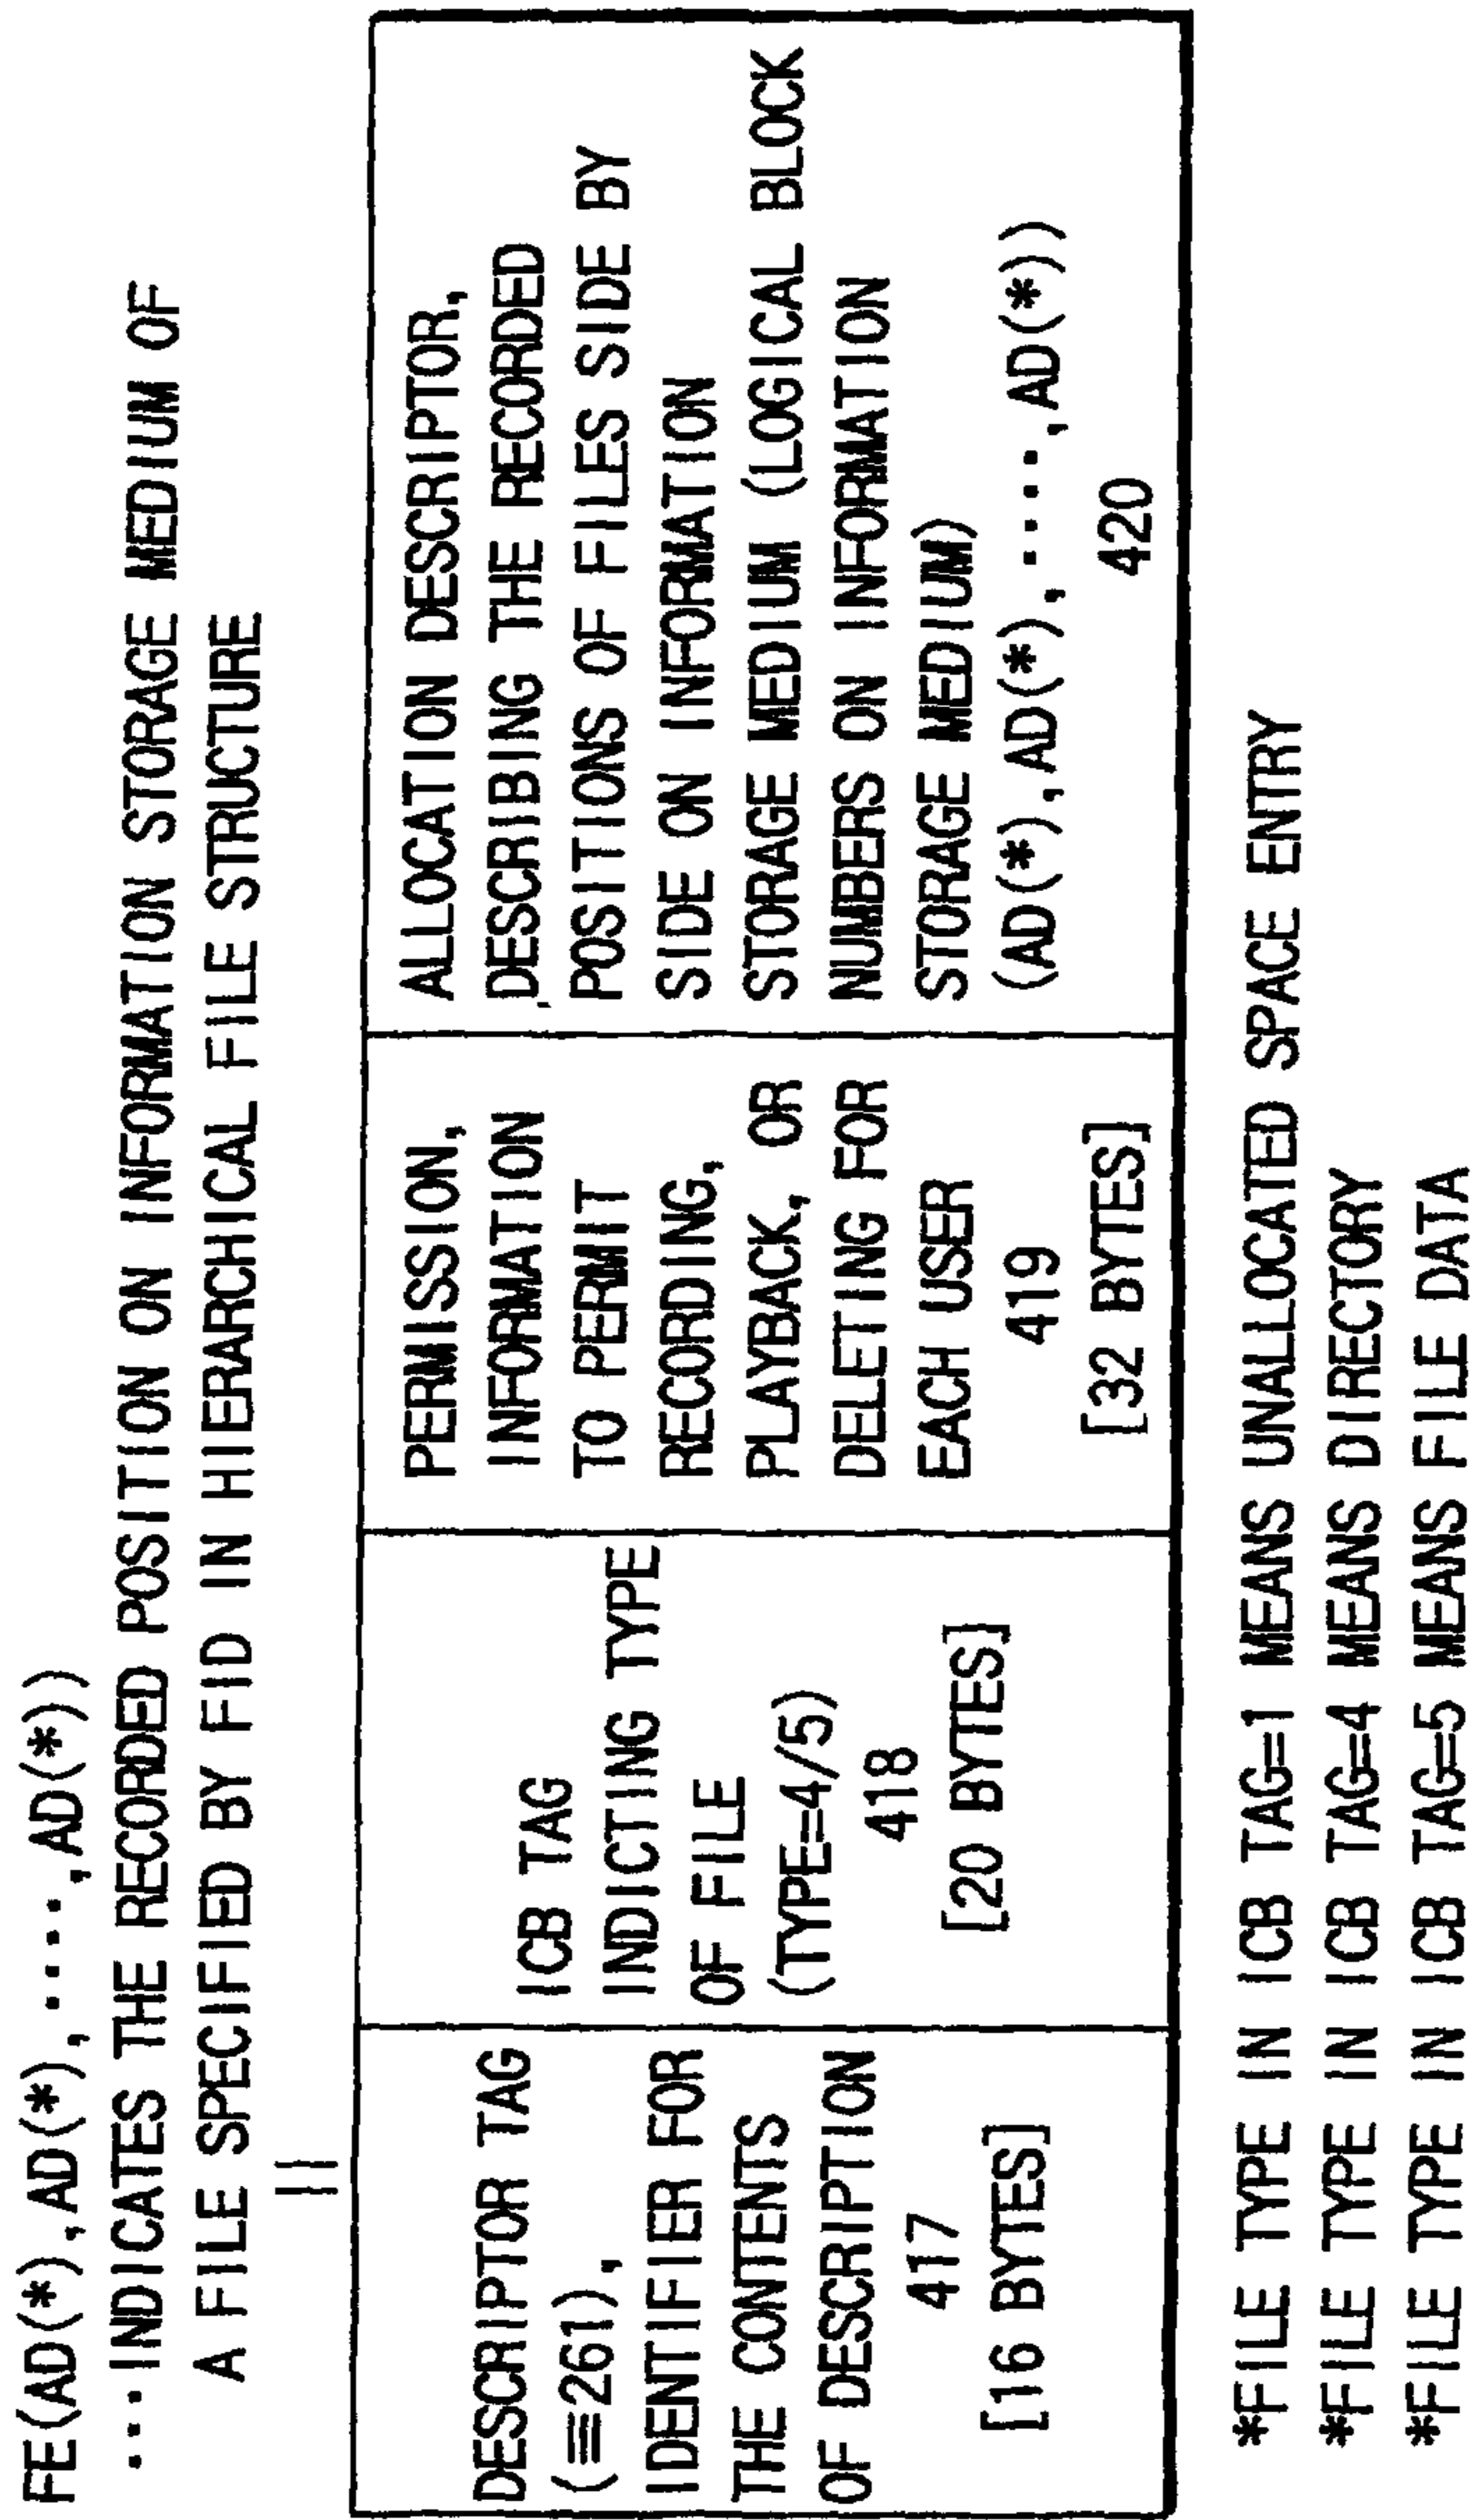 FE(AD(*),AD(*),····,AD(*))
··· INDICATES THE RECORDED POSITION ON INFORMATION STORAGE MEDIUM OF
A FILE SPECIFIED BY FID IN HIERARCHICAL FILE STRUCTURE
||
DESCRIPTOR TAG
(≡261),
IDENTIFIER FOR
THE CONTENTS
OF DESCRIPTION
417
[16 BYTES]
ICB TAG
INDICTING TYPE
OF FILE
(TYPE=4/5)
418
[20 BYTES]
PERMISSION,
INFORMATION
TO PERMIT
RECORDING,
PLAYBACK, OR
DELETING FOR
EACH USER
419
[32 BYTES]
ALLOCATION DESCRIPTOR,
DESCRIBING THE RECORDED
POSITIONS OF FILES SIDE BY
SIDE ON INFORMATION
STORAGE MEDIUM (LOGICAL BLOCK
NUMBERS ON INFORMATION
STORAGE MEDIUM)
(AD(*),AD(*),····,AD(*))
420
*FILE TYPE IN ICB TAG=1 MEANS UNALLOCATED SPACE ENTRY
*FILE TYPE IN ICB TAG=4 MEANS DIRECTORY
*FILE TYPE IN ICB TAG=5 MEANS FILE DATA